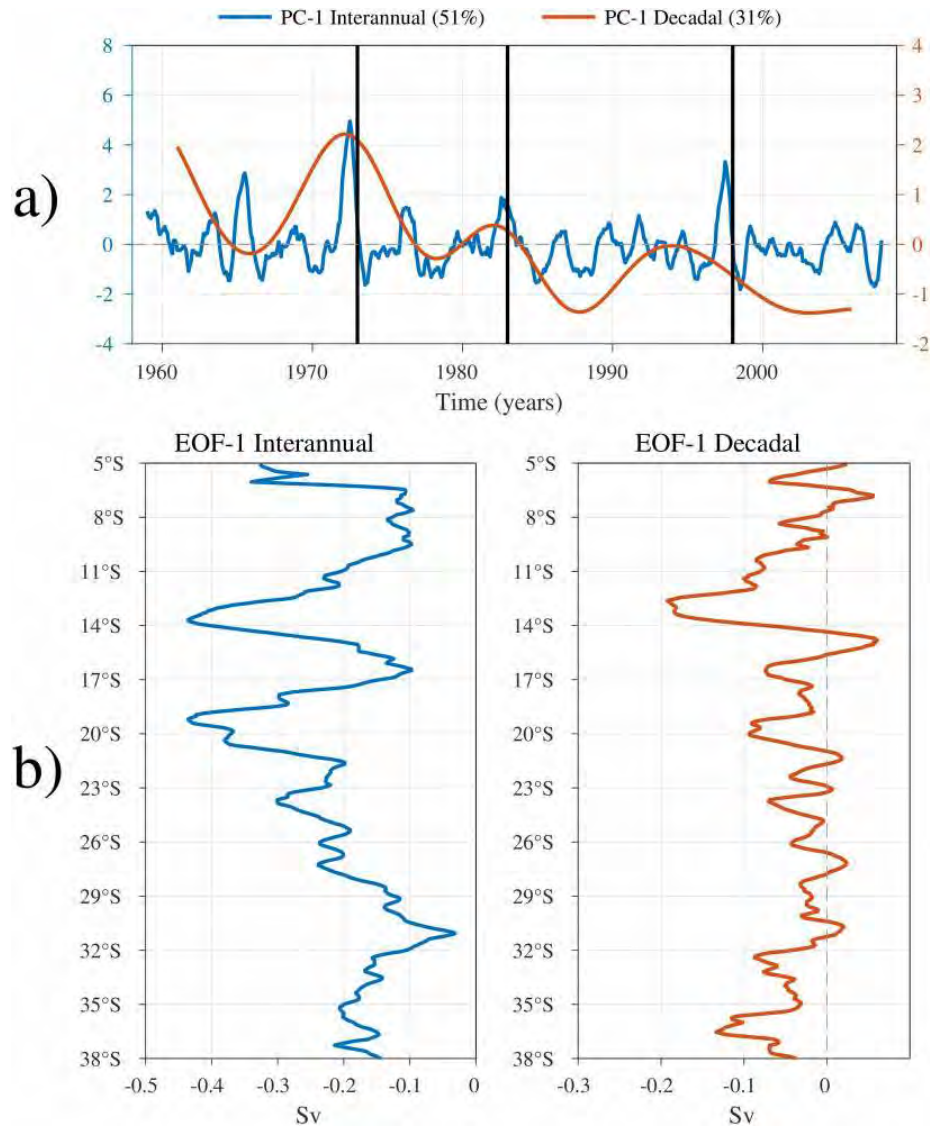 PC-1 Interannual (51%) PC-1 Decadal (31%)
a)
8 4
6 3
4 2
2 1
0 0
-2 -1
-4 -2
1960 1970 1980 1990 2000
Time (years)
EOF-1 Interannual EOF-1 Decadal
b)
5°S 5°S
8°S 8°S
11°S 11°S
14°S 14°S
17°S 17°S
20°S 20°S
23°S 23°S
26°S 26°S
29°S 29°S
32°S 32°S
35°S 35°S
38°S 38°S
-0.5 -0.4 -0.3 -0.2 -0.1 0 -0.3 -0.2 -0.1 0
Sv Sv